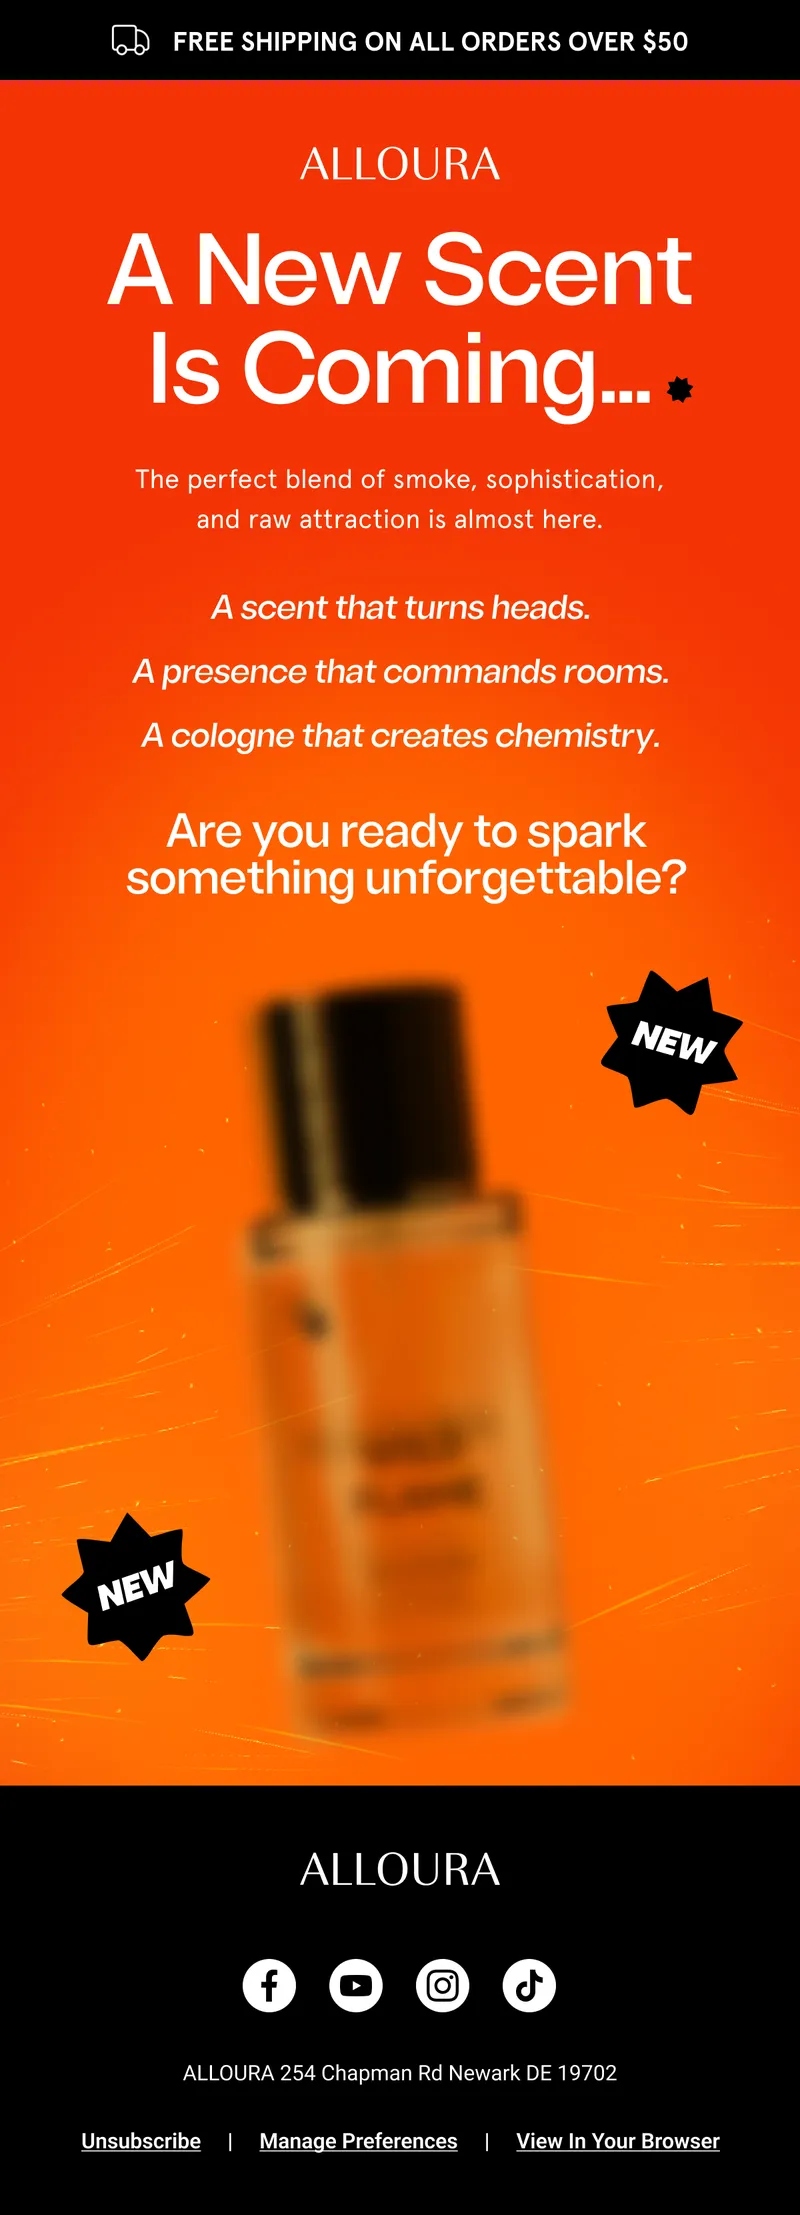 FREE SHIPPING ON ALL ORDERS OVER $50
ALLOURA
A New Scent
Is Coming...
The perfect blend of smoke, sophistication,
and raw attraction is almost here.
A scent that turns heads.
A presence that commands rooms.
A cologne that creates chemistry.
Are you ready to spark
something unforgettable?
NEW
NEW
ALLOURA
ALLOURA 254 Chapman Rd Newark DE 19702
Unsubscribe | Manage Preferences | View In Your Browser